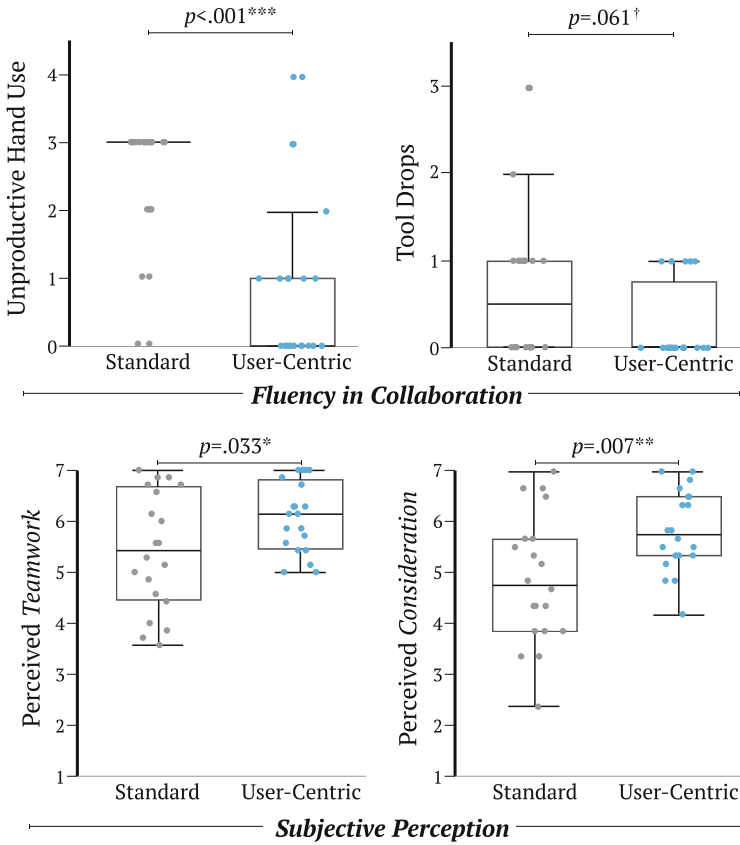 p<.001***
p=.061†
Unproductive Hand Use
4
3
2
1
0
Standard
User-Centric
Tool Drops
3
2
1
0
Standard
User-Centric
Fluency in Collaboration
p=.033*
p=.007**
Perceived Teamwork
7
6
5
4
3
2
1
Standard
User-Centric
Perceived Consideration
7
6
5
4
3
2
1
Standard
User-Centric
Subjective Perception